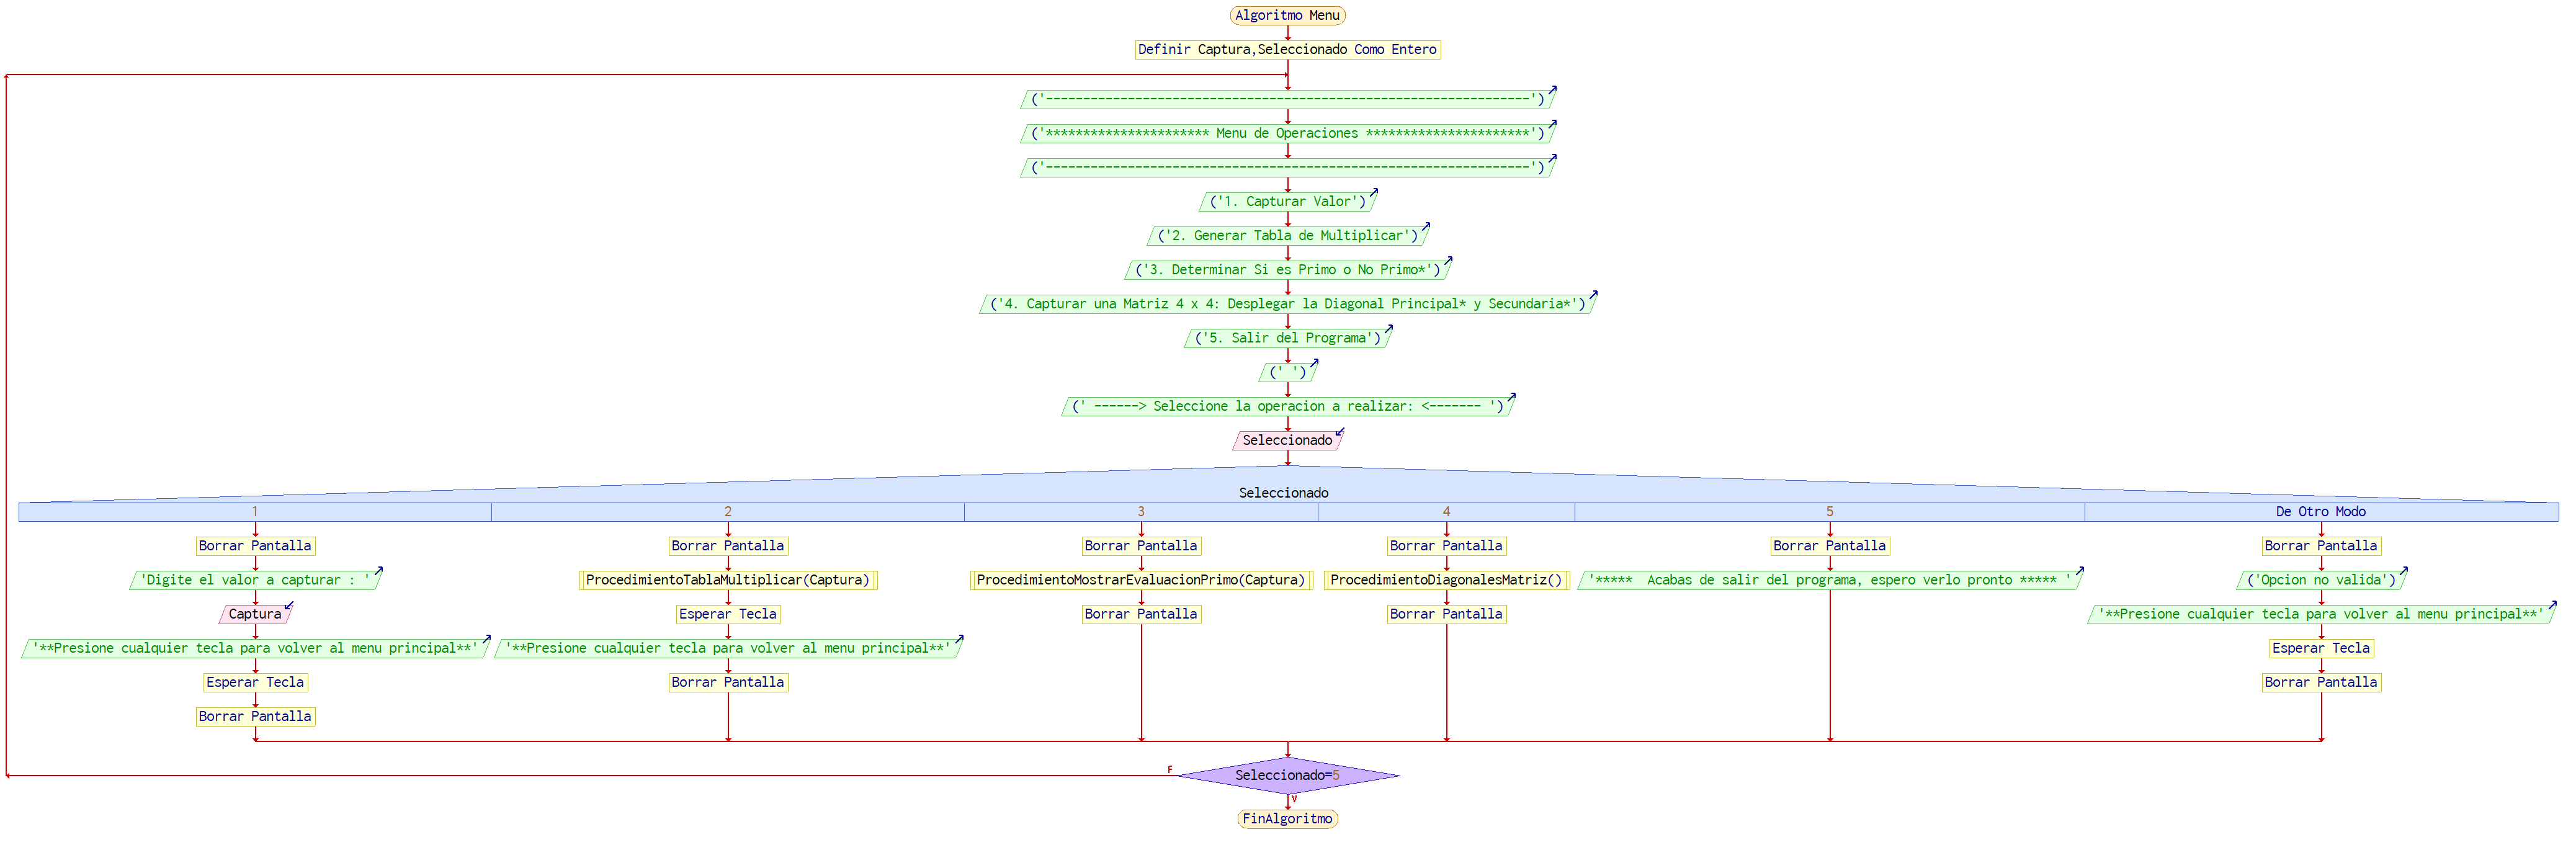 Algoritmo Menu
Definir Captura,Seleccionado Como Entero
('-----------------------------------------------------------------')
('********************** Menu de Operaciones **********************')
('-----------------------------------------------------------------')
('1. Capturar Valor')
('2. Generar Tabla de Multiplicar')
('3. Determinar Si es Primo o No Primo*')
('4. Capturar una Matriz 4 x 4: Desplegar la Diagonal Principal* y Secundaria*')
('5. Salir del Programa')
(' ')
(' ------> Seleccione la operacion a realizar: <------- ')
Seleccionado
Seleccionado
1
Borrar Pantalla
'Digite el valor a capturar : '
Captura
'**Presione cualquier tecla para volver al menu principal**'
Esperar Tecla
Borrar Pantalla
2
Borrar Pantalla
ProcedimientoTablaMultiplicar(Captura)
Esperar Tecla
'**Presione cualquier tecla para volver al menu principal**'
Borrar Pantalla
3
Borrar Pantalla
ProcedimientoMostrarEvaluacionPrimo(Captura)
Borrar Pantalla
4
Borrar Pantalla
ProcedimientoDiagonalesMatriz()
Borrar Pantalla
5
Borrar Pantalla
'*****  Acabas de salir del programa, espero verlo pronto ***** '
De Otro Modo
Borrar Pantalla
('Opcion no valida')
'**Presione cualquier tecla para volver al menu principal**'
Esperar Tecla
Borrar Pantalla
F
Seleccionado=5
V
FinAlgoritmo